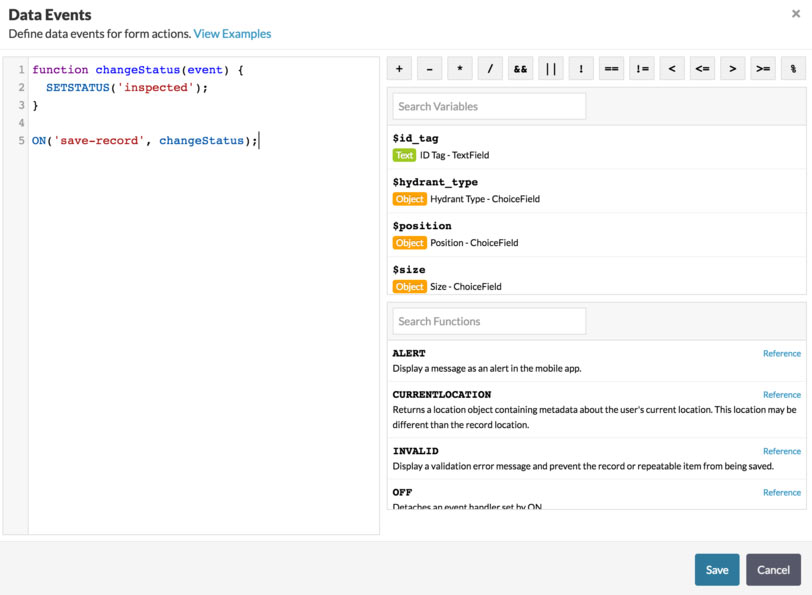 Data Events
×
Define data events for form actions. View Examples
1 function changeStatus(event) {
2 SETSTATUS('inspected');
3 }
4
5 ON('save-record', changeStatus);
+ - * / && || ! == != < <= > >= %
Search Variables
$id_tag
Text ID Tag - TextField
$hydrant_type
Object Hydrant Type - ChoiceField
$position
Object Position - ChoiceField
$size
Object Size - ChoiceField
Search Functions
ALERT Reference
Display a message as an alert in the mobile app.
CURRENTLOCATION Reference
Returns a location object containing metadata about the user's current location. This location may be
different than the record location.
INVALID Reference
Display a validation error message and prevent the record or repeatable item from being saved.
OFF Reference
Detaches an event handler set by ON
Save Cancel